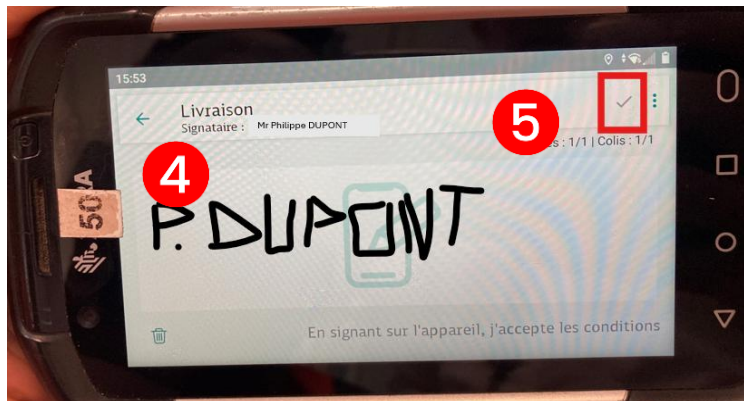 15:53
Livraison
Signataire : Mr Philippe DUPONT
5
: 1/1 | Colis : 1/1
4
P. DUPONT
50
En signant sur l'appareil, j'accepte les conditions